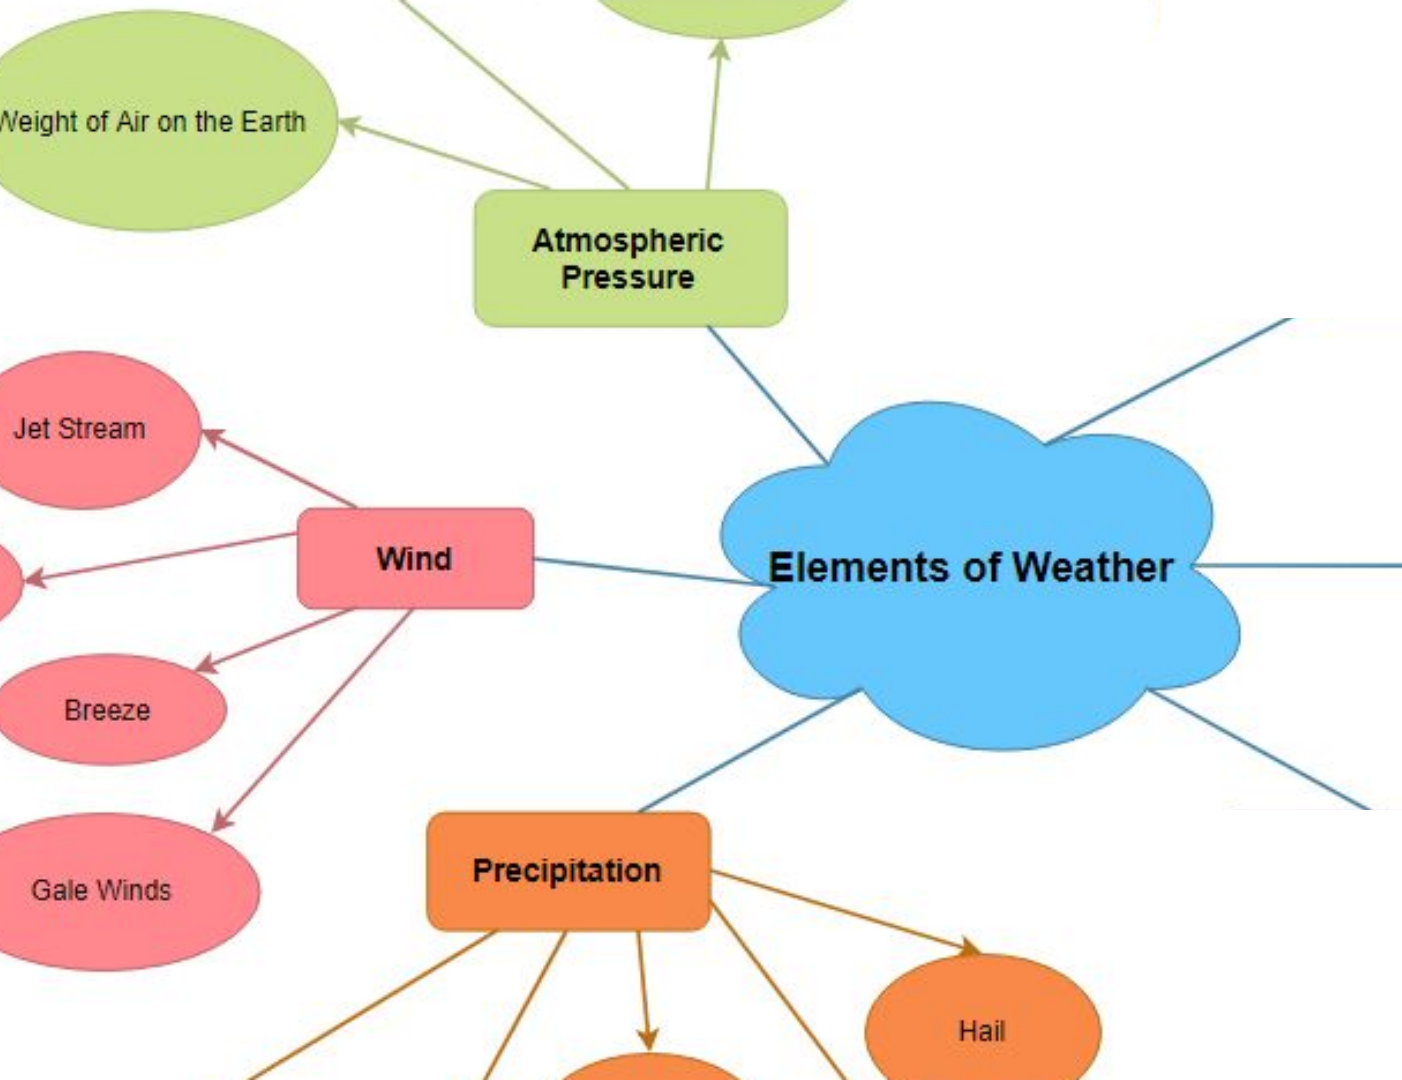 Weight of Air on the Earth
Atmospheric
Pressure
Jet Stream
Wind
Elements of Weather
Breeze
Gale Winds
Precipitation
Hail